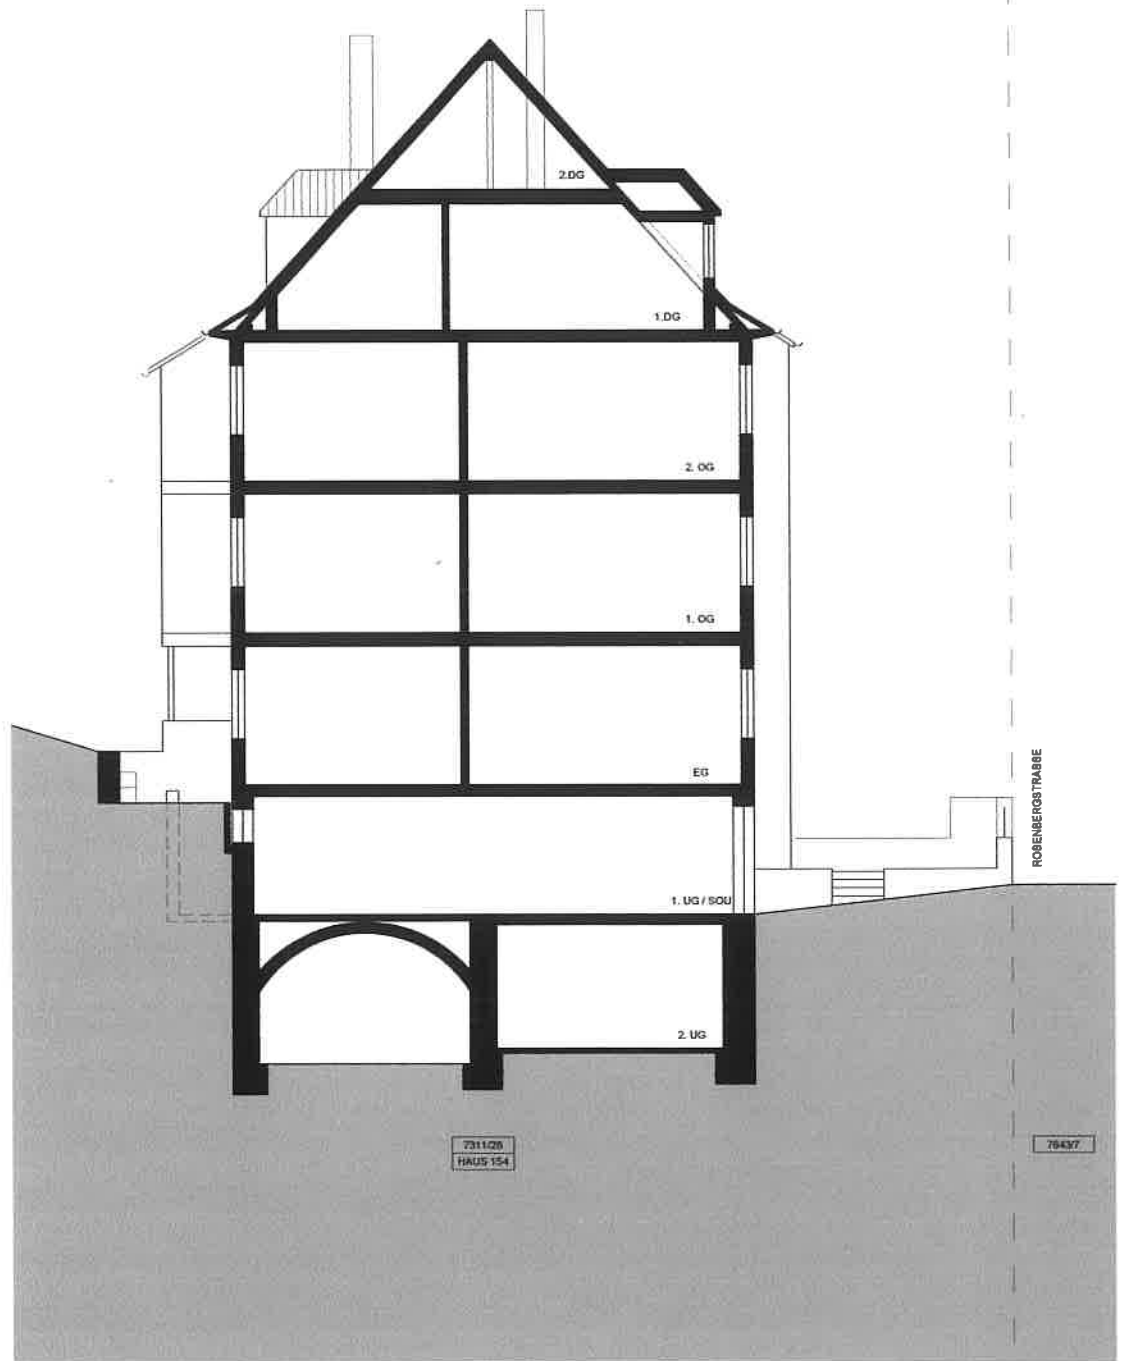 2.DG
1.DG
2. OG
1. OG
EG
ROSENBERGSTRASSE
1. UG / SOU
2. UG
7311/26
HAUS 154
7643/7